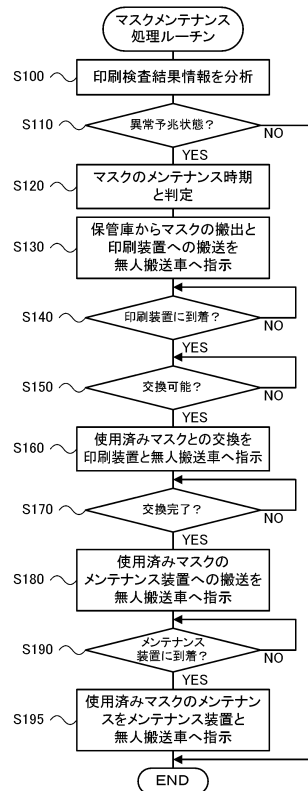 マスクメンテナンス
処理ルーチン
S100
印刷検査結果情報を分析
S110
異常予兆状態?
NO
YES
S120
マスクのメンテナンス時期
と判定
S130
保管庫からマスクの搬出と
印刷装置への搬送を
無人搬送車へ指示
S140
印刷装置に到着?
NO
YES
S150
交換可能?
NO
YES
S160
使用済みマスクとの交換を
印刷装置と無人搬送車へ指示
S170
交換完了?
NO
YES
S180
使用済みマスクの
メンテナンス装置への搬送を
無人搬送車へ指示
S190
メンテナンス
装置に到着?
NO
YES
S195
使用済みマスクのメンテナン
スをメンテナンス装置と
無人搬送車へ指示
END